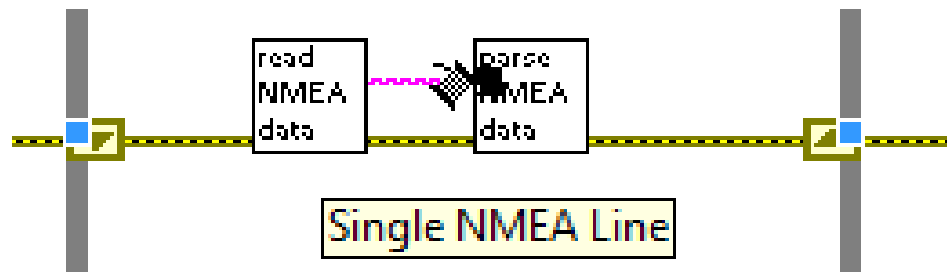 read
NMEA
data
parse
NMEA
data
Single NMEA Line